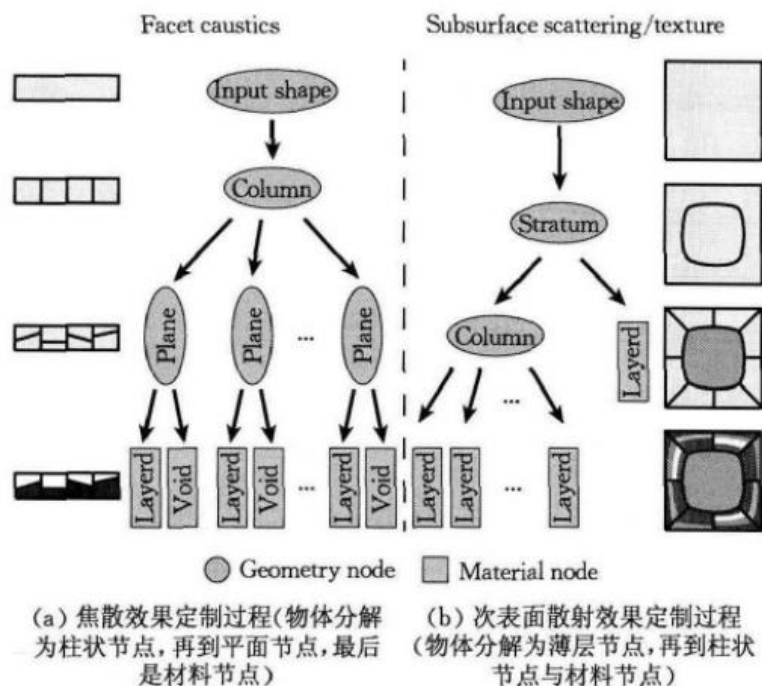 Facet caustics
Subsurface scattering/texture
Input shape
Column
Plane
Plane
...
Plane
Layerd
Void
Layerd
Void
...
Layerd
Void
Input shape
Stratum
Column
Layerd
...
Layerd
Layerd
...
Layerd
Geometry node
Material node
(a) 焦散效果定制过程(物体分解
为柱状节点,再到平面节点,最后
是材料节点)
(b) 次表面散射效果定制过程
(物体分解为薄层节点,再到柱状
节点与材料节点)